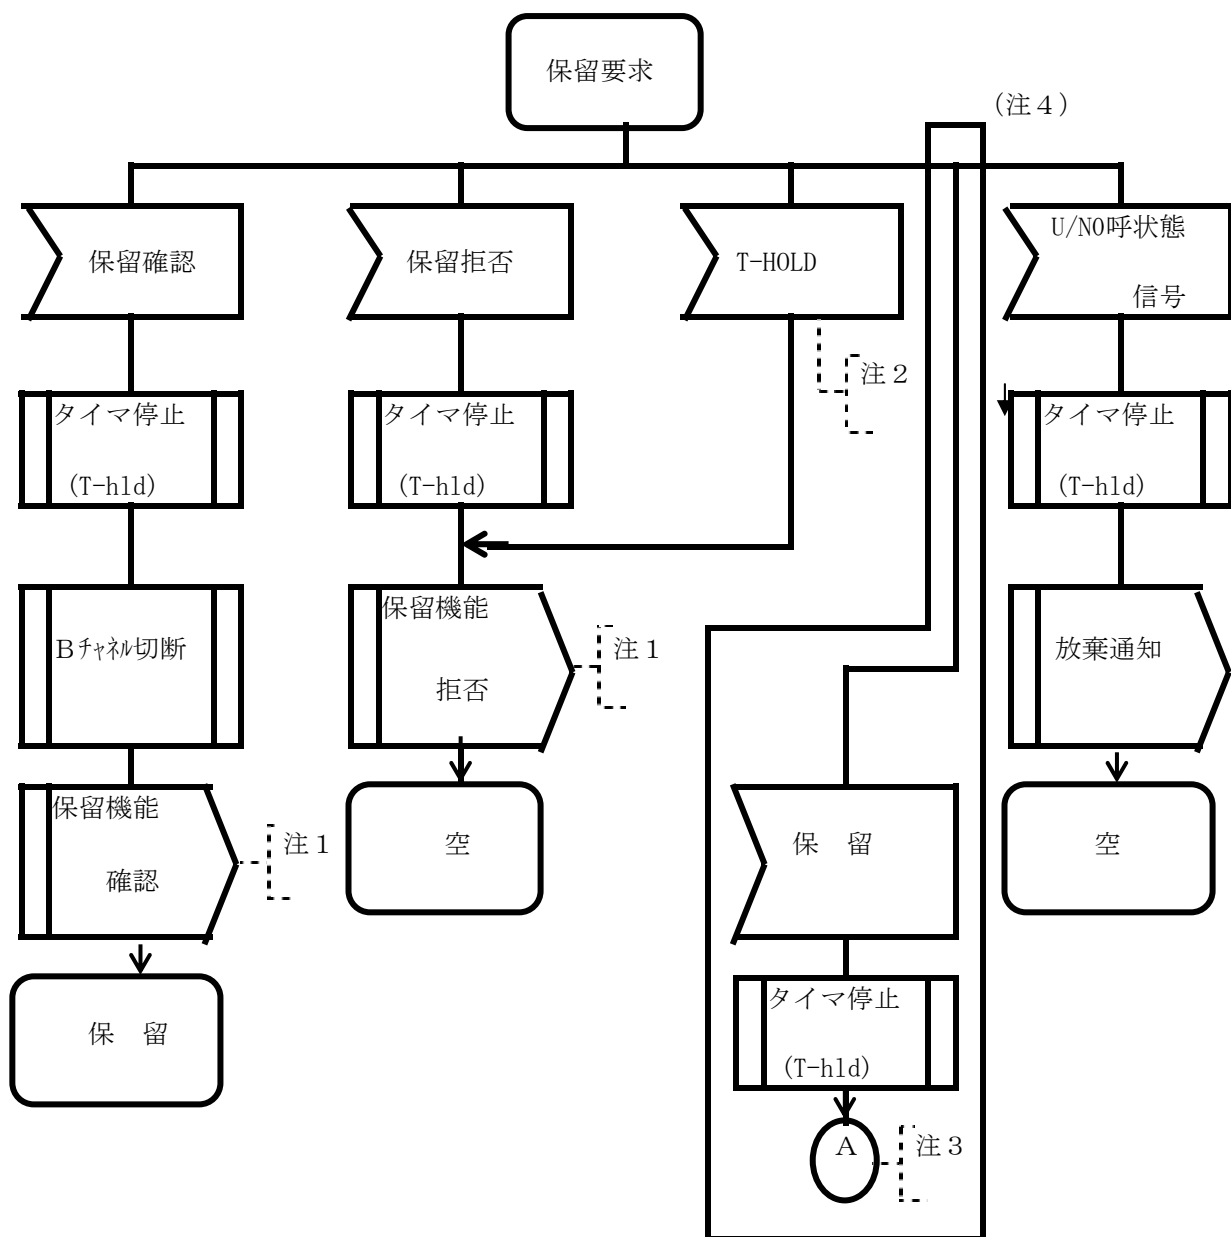 保留要求
(注４)
保留確認
保留拒否
T-HOLD
U/N0呼状態
信号
注２
タイマ停止
(T-hld)
タイマ停止
(T-hld)
タイマ停止
(T-hld)
Ｂﾁｬﾈﾙ切断
保留機能
拒否
注１
放棄通知
保留機能
確認
注１
空
保　留
空
保　留
タイマ停止
(T-hld)
Ａ
注３